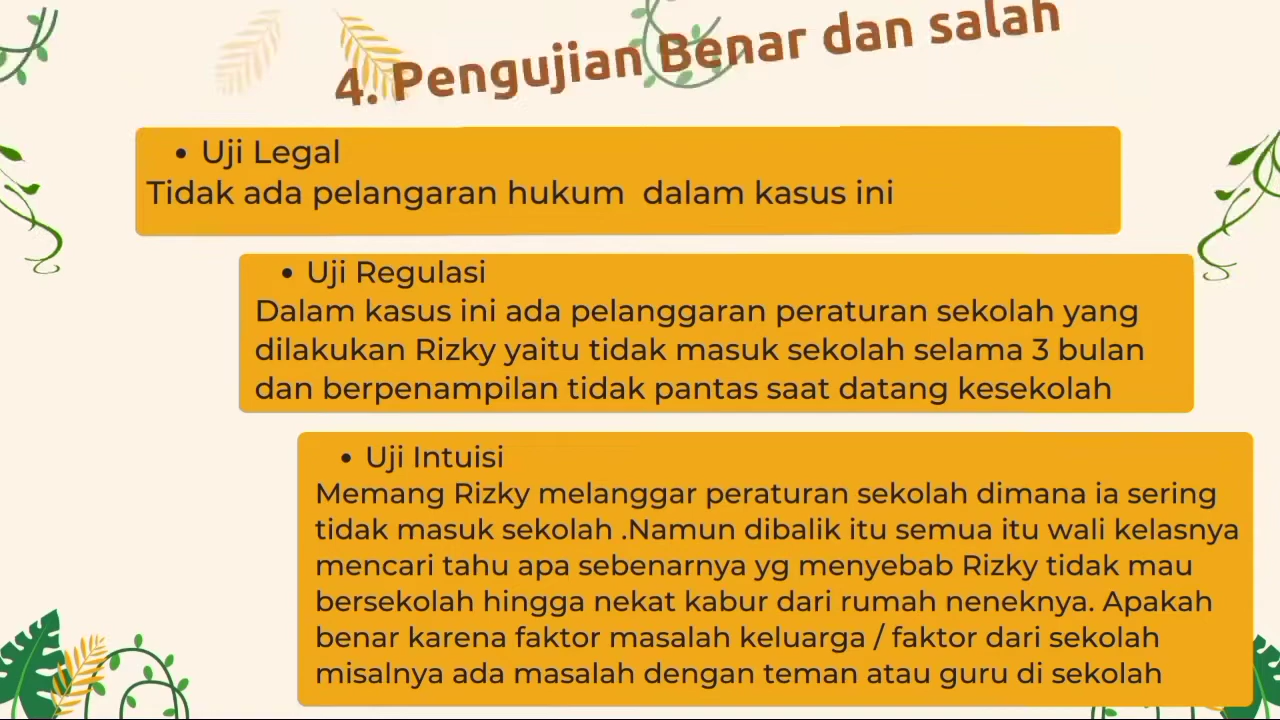 4. Pengujian Benar dan salah
• Uji Legal
Tidak ada pelangaran hukum dalam kasus ini
• Uji Regulasi
Dalam kasus ini ada pelanggaran peraturan sekolah yang
dilakukan Rizky yaitu tidak masuk sekolah selama 3 bulan
dan berpenampilan tidak pantas saat datang kesekolah
• Uji Intuisi
Memang Rizky melanggar peraturan sekolah dimana ia sering
tidak masuk sekolah .Namun dibalik itu semua itu wali kelasnya
mencari tahu apa sebenarnya yg menyebab Rizky tidak mau
bersekolah hingga nekat kabur dari rumah neneknya. Apakah
benar karena faktor masalah keluarga / faktor dari sekolah
misalnya ada masalah dengan teman atau guru di sekolah